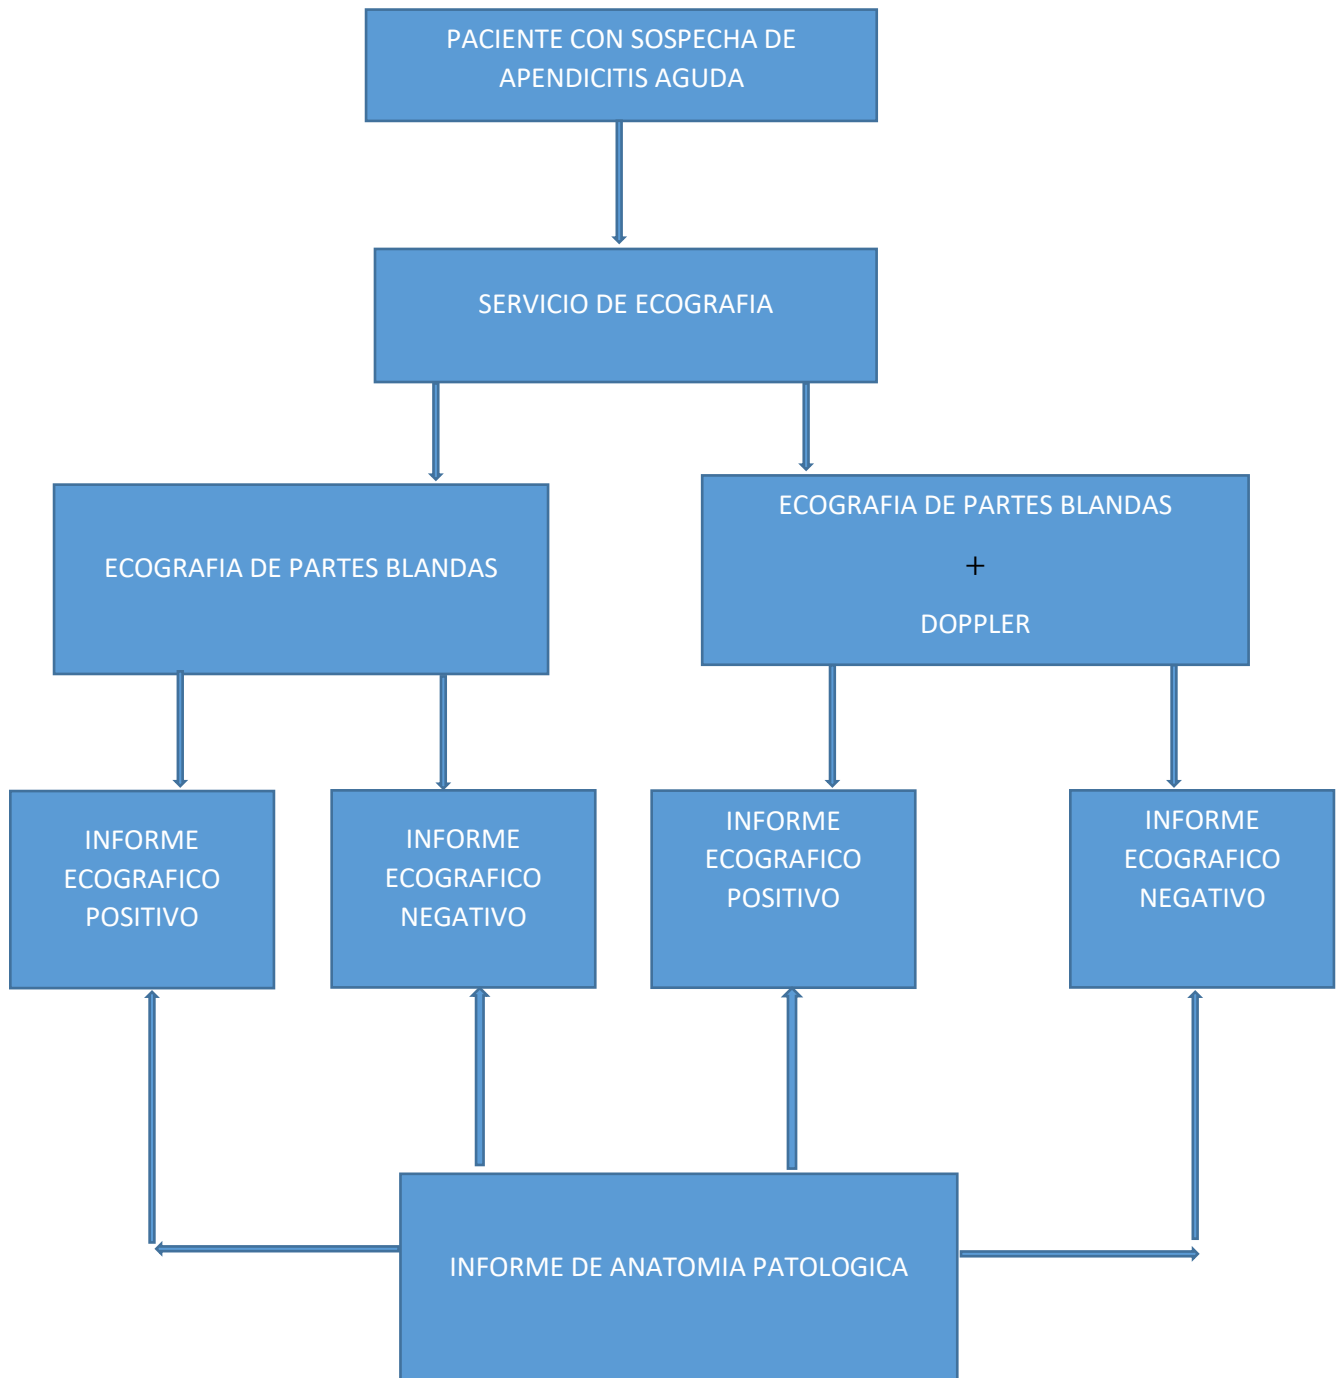 PACIENTE CON SOSPECHA DE
APENDICITIS AGUDA
SERVICIO DE ECOGRAFIA
ECOGRAFIA DE PARTES BLANDAS
ECOGRAFIA DE PARTES BLANDAS
+
DOPPLER
INFORME
ECOGRAFICO
POSITIVO
INFORME
ECOGRAFICO
NEGATIVO
INFORME
ECOGRAFICO
POSITIVO
INFORME
ECOGRAFICO
NEGATIVO
INFORME DE ANATOMIA PATOLOGICA